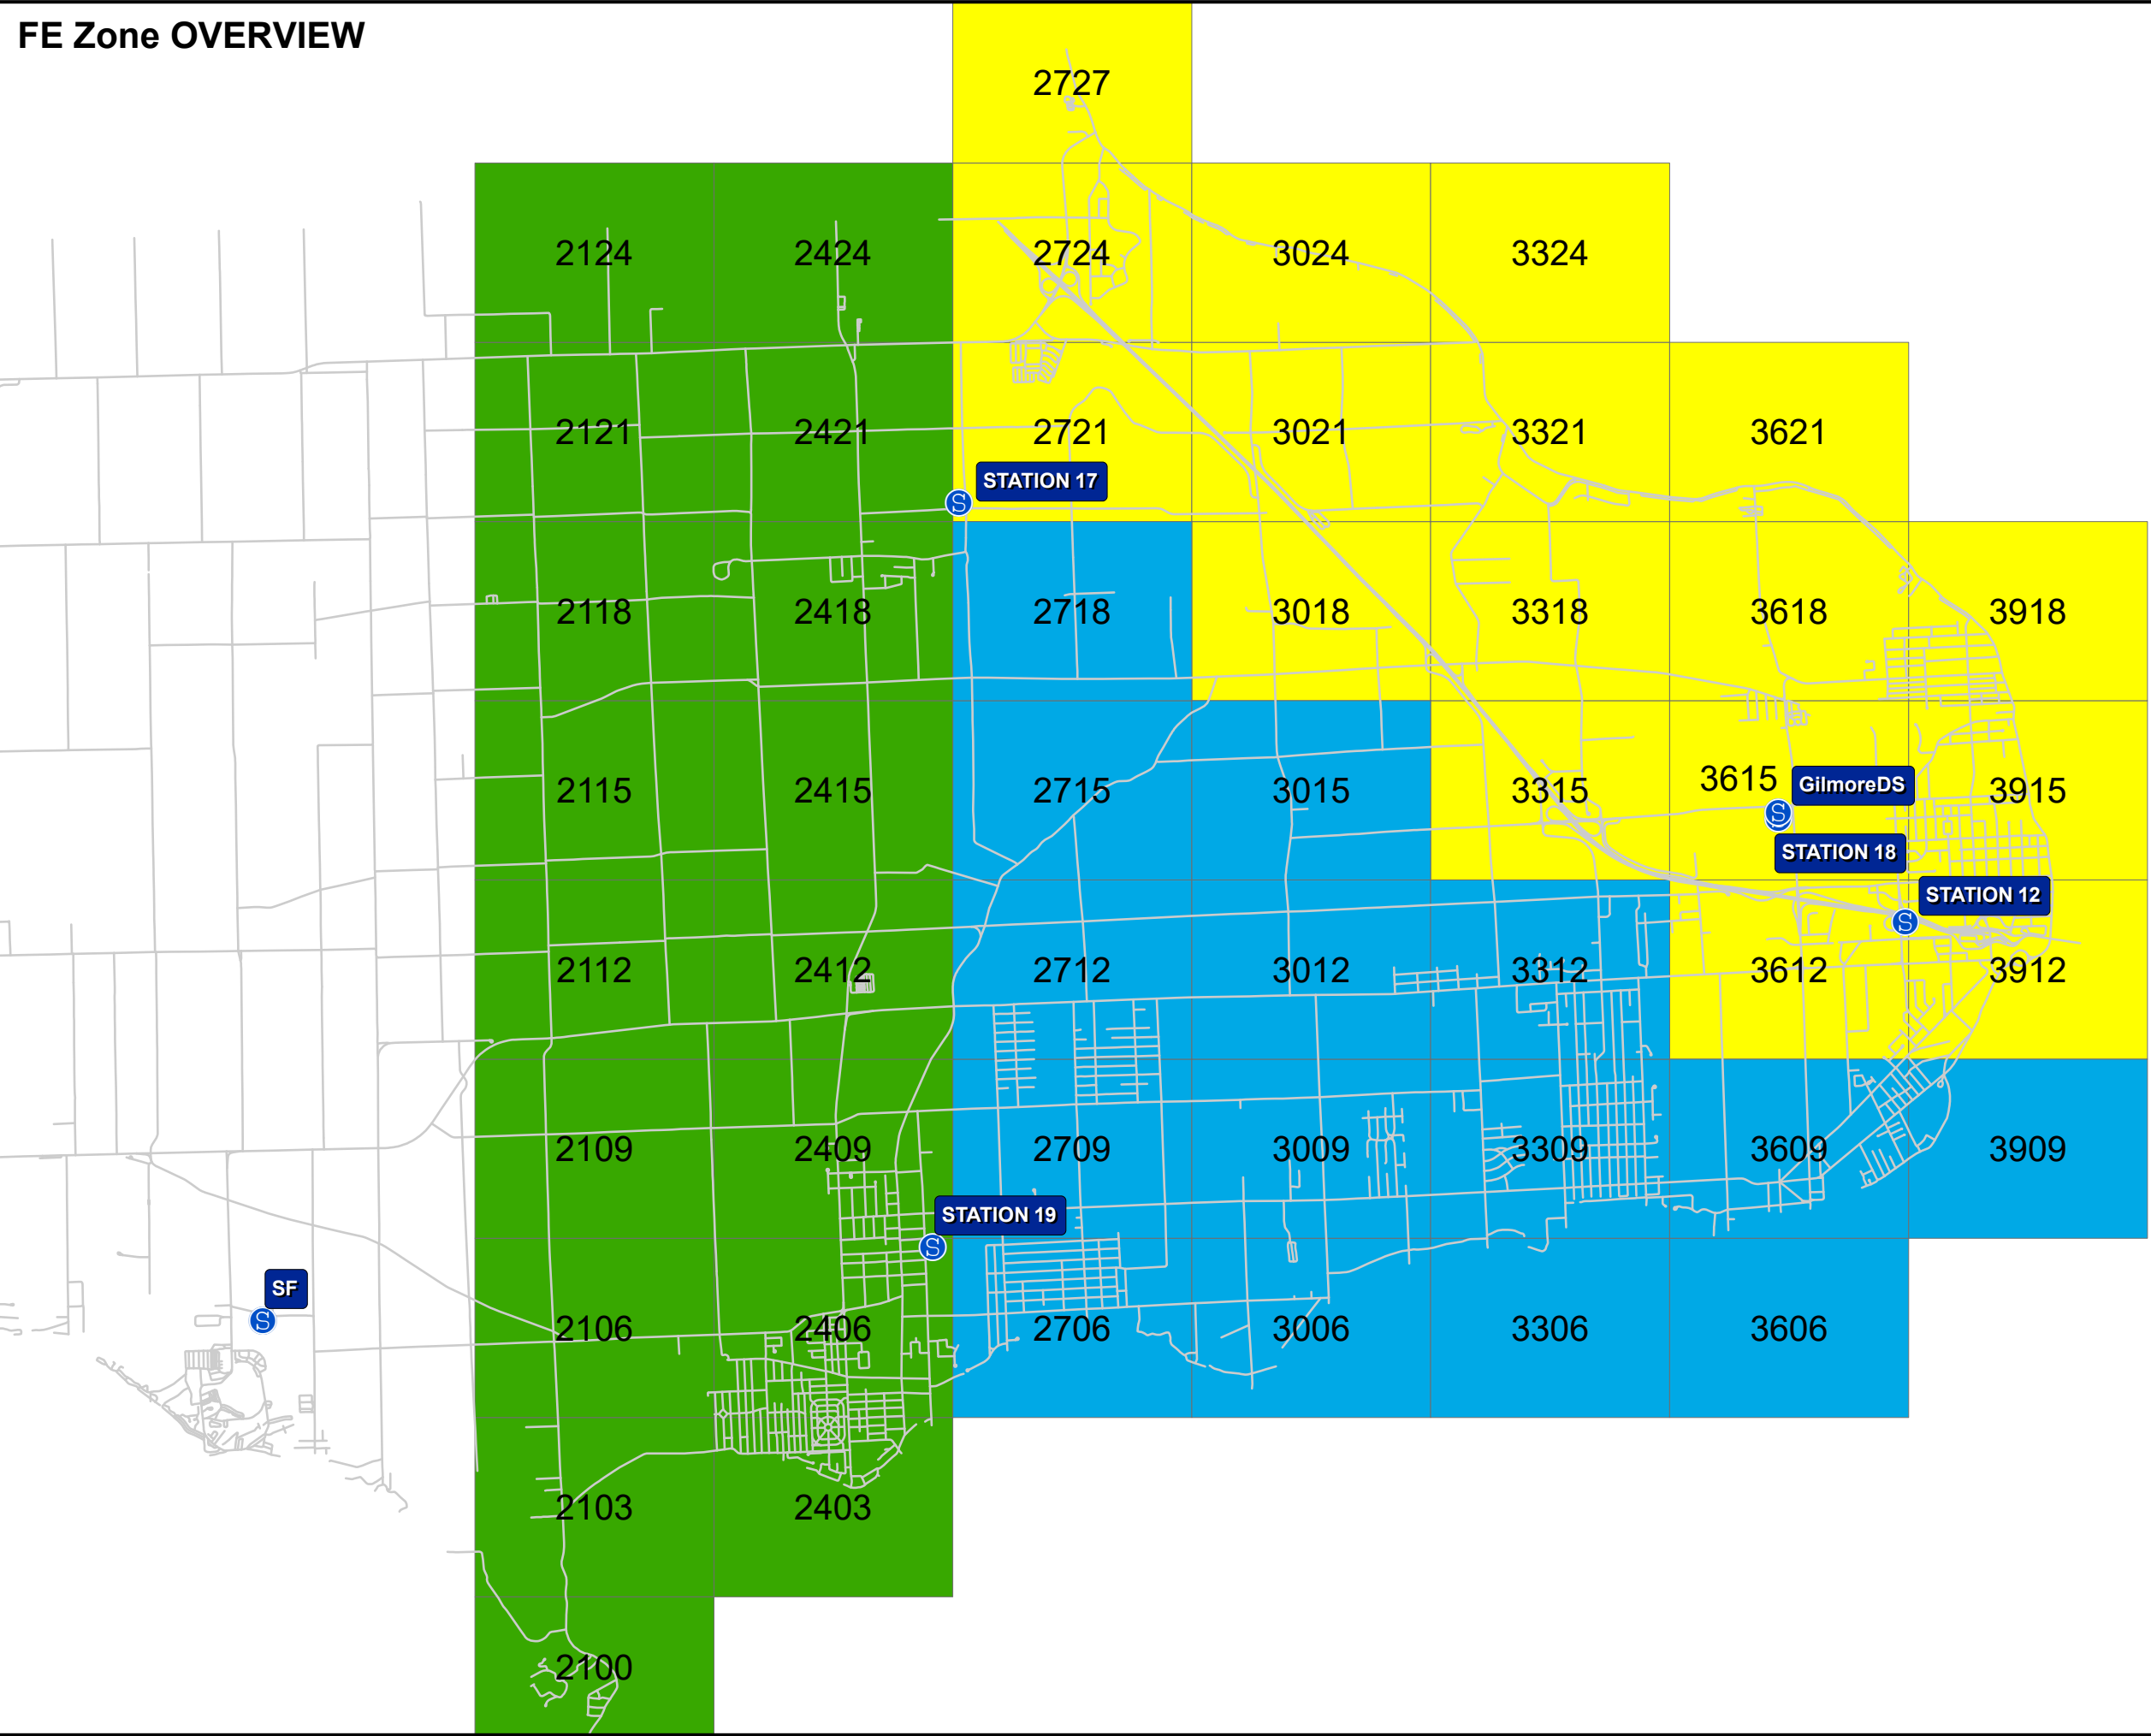 FE Zone OVERVIEW
2727
2124 2424 2724 3024 3324
2121 2421 2721 3021 3321 3621
STATION 17
S
2118 2418 2718 3018 3318 3618 3918
2115 2415 2715 3015 3315 3615 3915
GilmoreDS
S
STATION 18
STATION 12
S
2112 2412 2712 3012 3312 3612 3912
2109 2409 2709 3009 3309 3609 3909
STATION 19
S
SF
S
2106 2406 2706 3006 3306 3606
2103 2403
2100